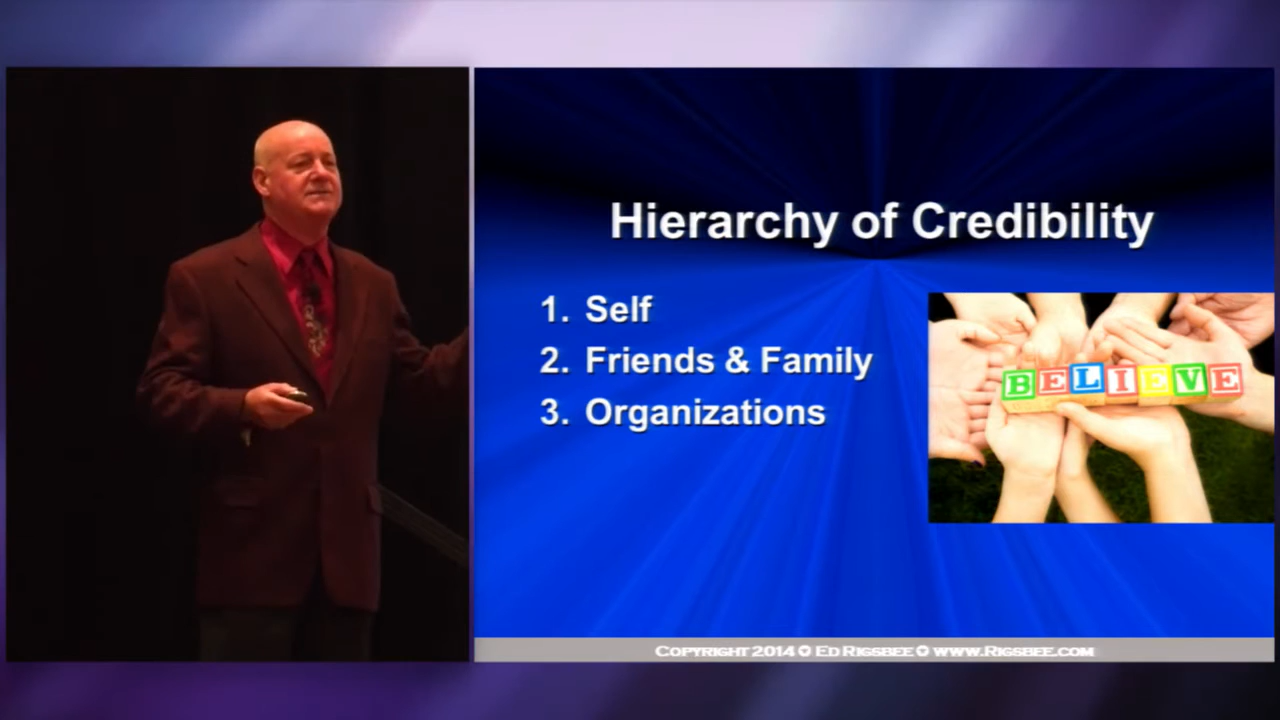 Hierarchy of Credibility
1. Self
2. Friends & Family
3. Organizations
BELIEVE
Copyright 2014 ✪ Ed Rigsbee ✪ www.Rigsbee.com